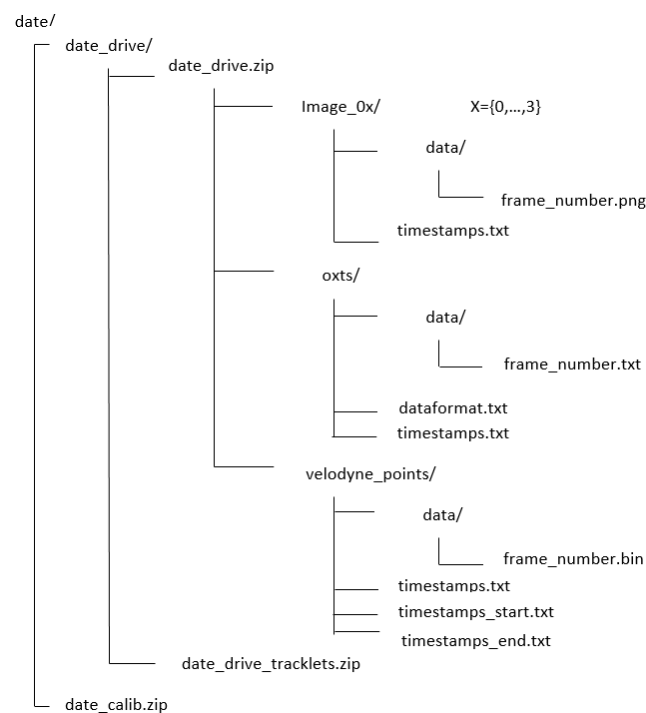 date/
date_drive/
date_drive.zip
Image_0x/ X={0,...,3}
data/
frame_number.png
timestamps.txt
oxts/
data/
frame_number.txt
dataformat.txt
timestamps.txt
velodyne_points/
data/
frame_number.bin
timestamps.txt
timestamps_start.txt
timestamps_end.txt
date_drive_tracklets.zip
date_calib.zip